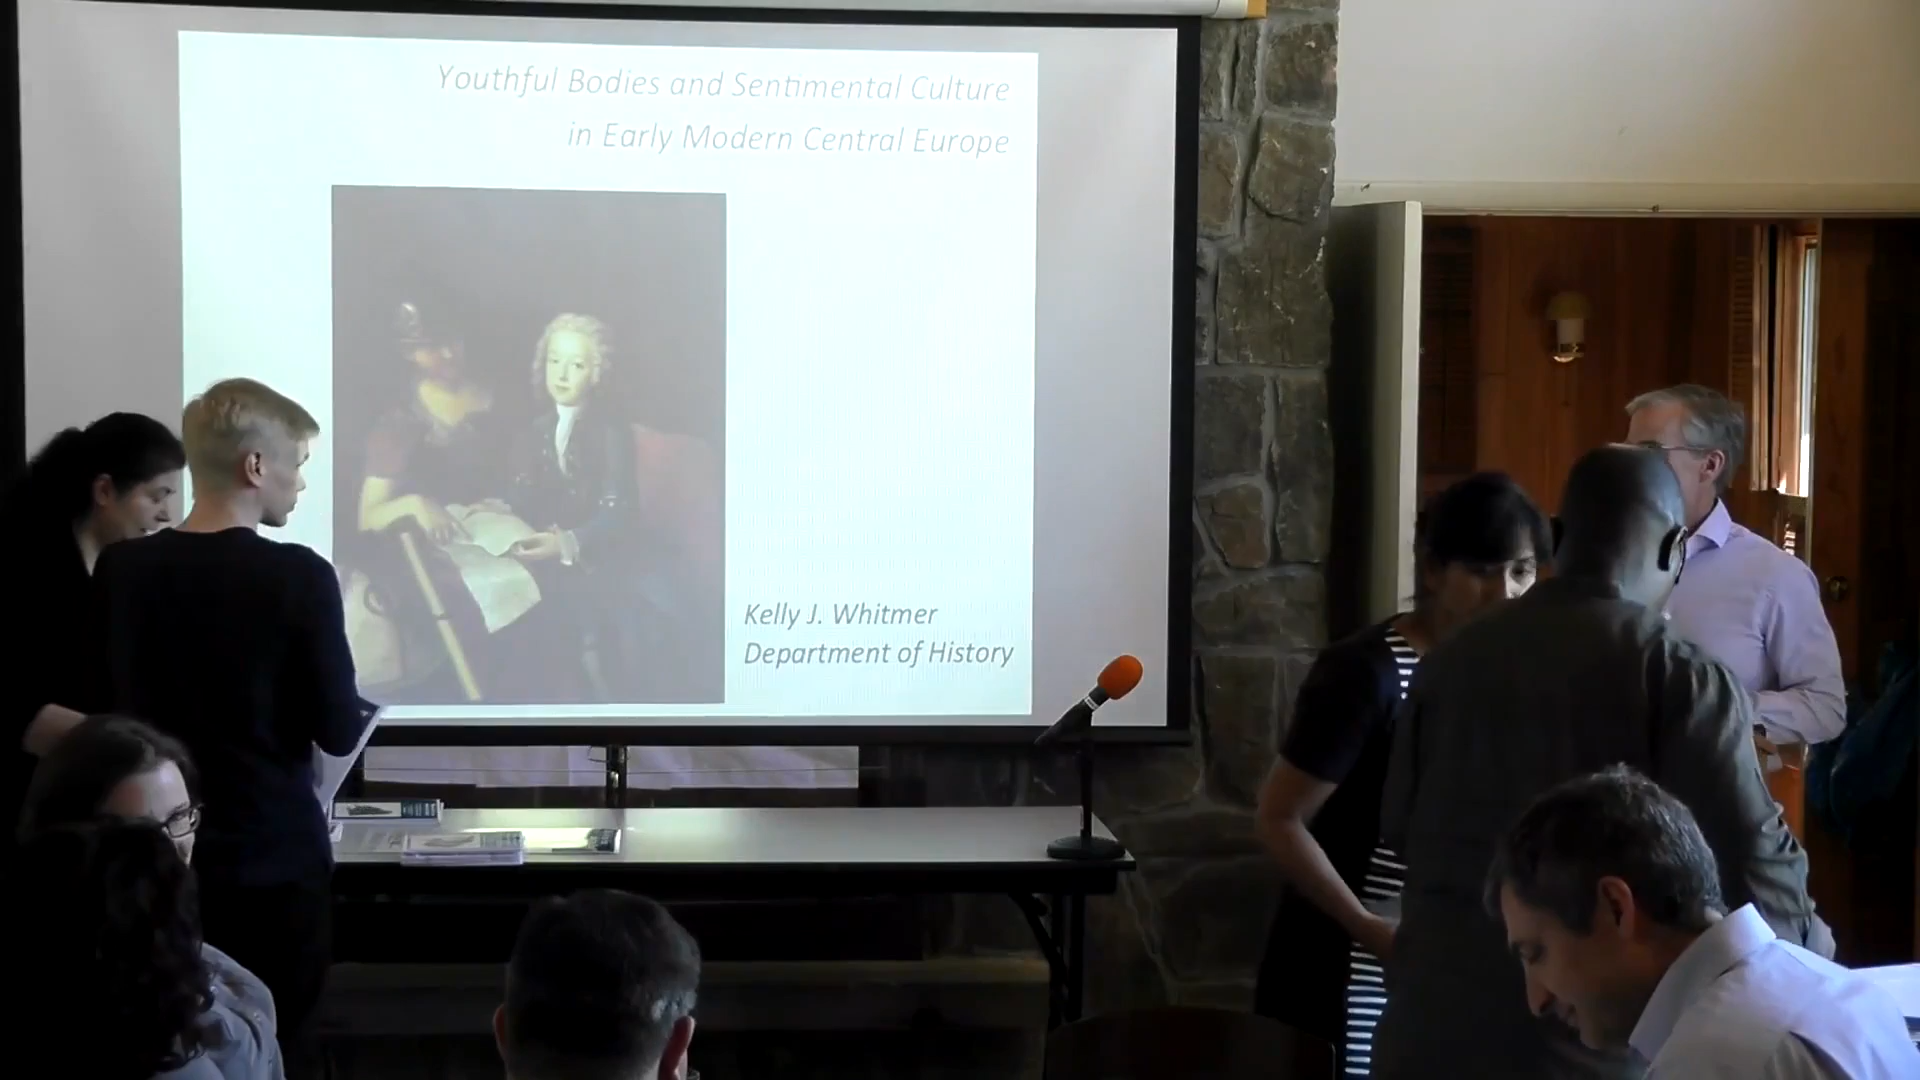 Youthful Bodies and Sentimental Culture
in Early Modern Central Europe
Kelly J. Whitmer
Department of History